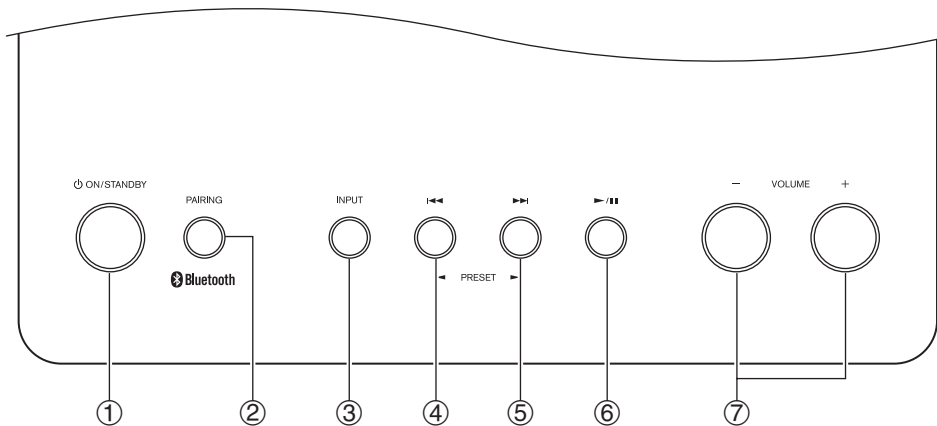 ⏻ ON/STANDBY
PAIRING
INPUT
|◀◀
▶▶|
▶/❚❚
− VOLUME +
Bluetooth
◀ PRESET ▶
① ② ③ ④ ⑤ ⑥ ⑦